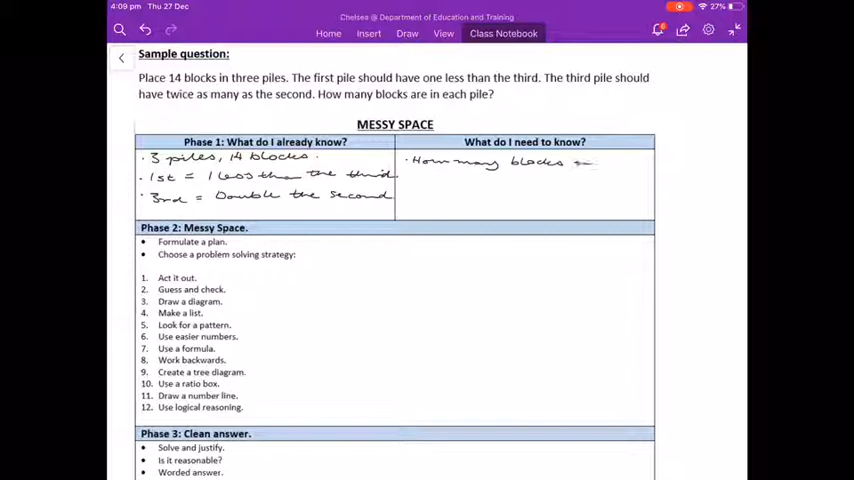 4:09 pm Thu 27 Dec
Chelsea @ Department of Education and Training
27%
Home Insert Draw View Class Notebook
6
Sample question:
Place 14 blocks in three piles. The first pile should have one less than the third. The third pile should
have twice as many as the second. How many blocks are in each pile?
MESSY SPACE
Phase 1: What do I already know?
What do I need to know?
· 3 piles, 14 blocks.
· 1st = 1 less than the third.
· 3rd = Double the second
· How many blocks
Phase 2: Messy Space.
• Formulate a plan.
• Choose a problem solving strategy:
1. Act it out.
2. Guess and check.
3. Draw a diagram.
4. Make a list.
5. Look for a pattern.
6. Use easier numbers.
7. Use a formula.
8. Work backwards.
9. Create a tree diagram.
10. Use a ratio box.
11. Draw a number line.
12. Use logical reasoning.
Phase 3: Clean answer.
• Solve and justify.
• Is it reasonable?
• Worded answer.